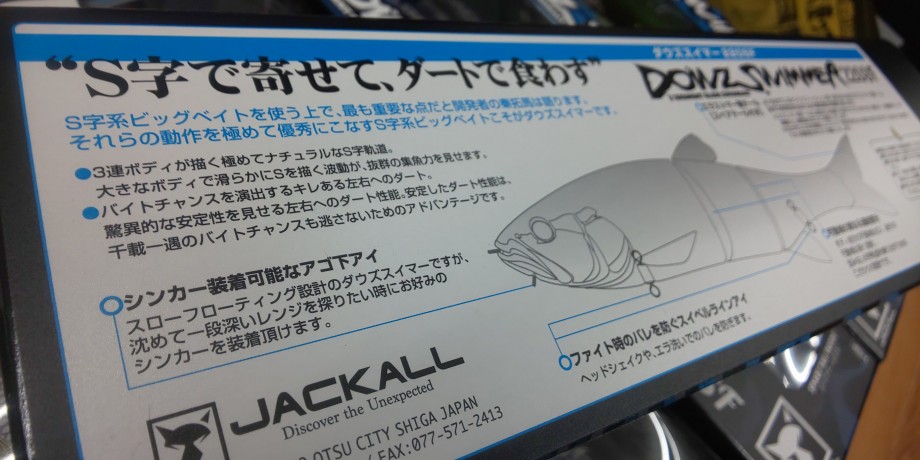 ダウズスイマー220SF
“S字で寄せて、ダートで食わす”
DOWZ SWIMMER 220SF
S字系ビッグベイトを使う上で、最も重要な点だと開発者の秦拓馬は語ります。
それらの動作を極めて優秀にこなすS字系ビッグベイトこそがダウズスイマーです。
●3連ボディが描く極めてナチュラルなS字軌道。
大きなボディで滑らかにSを描く波動が、抜群の集魚力を見せます。
●バイトチャンスを演出するキレある左右へのダート。
驚異的な安定性を見せる左右へのダート性能。安定したダート性能は、
千載一遇のバイトチャンスも逃さないためのアドバンテージです。
シンカー装着可能なアゴ下アイ
スローフローティング設計のダウズスイマーですが、
沈めて一段深いレンジを探りたい時にお好みの
シンカーを装着頂けます。
ファイト時のバレを防ぐスイベルラインアイ
ヘッドシェイクや、エラ洗いでのバレを防ぎます。
JACKALL
Discover the Unexpected
OTSU CITY SHIGA JAPAN
/ FAX:077-571-2413